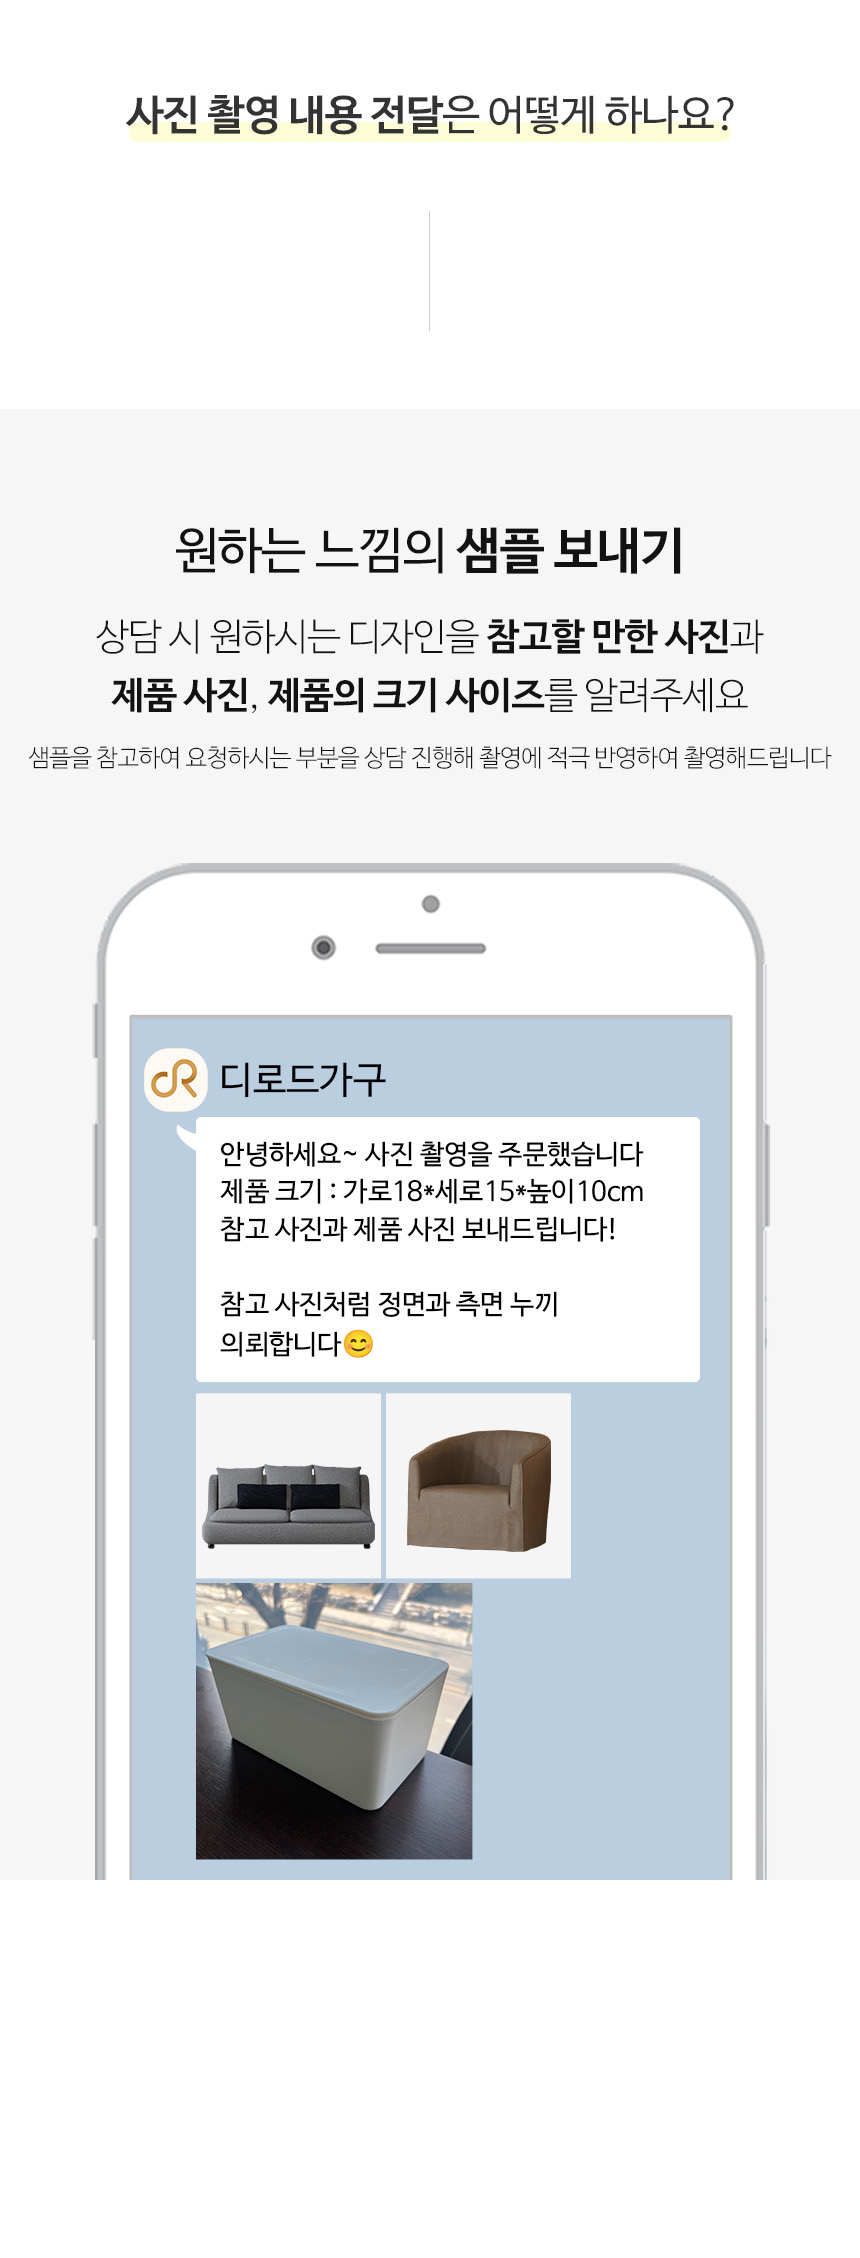 사진 촬영 내용 전달은 어떻게 하나요?
원하는 느낌의 샘플 보내기
상담 시 원하시는 디자인을 참고할 만한 사진과
제품 사진, 제품의 크기 사이즈를 알려주세요
샘플을 참고하여 요청하시는 부분을 상담 진행해 촬영에 적극 반영하여 촬영해드립니다
디로드가구
안녕하세요~ 사진 촬영을 주문했습니다
제품 크기 : 가로18*세로15*높이10cm
참고 사진과 제품 사진 보내드립니다!
참고 사진처럼 정면과 측면 누끼
의뢰합니다😊